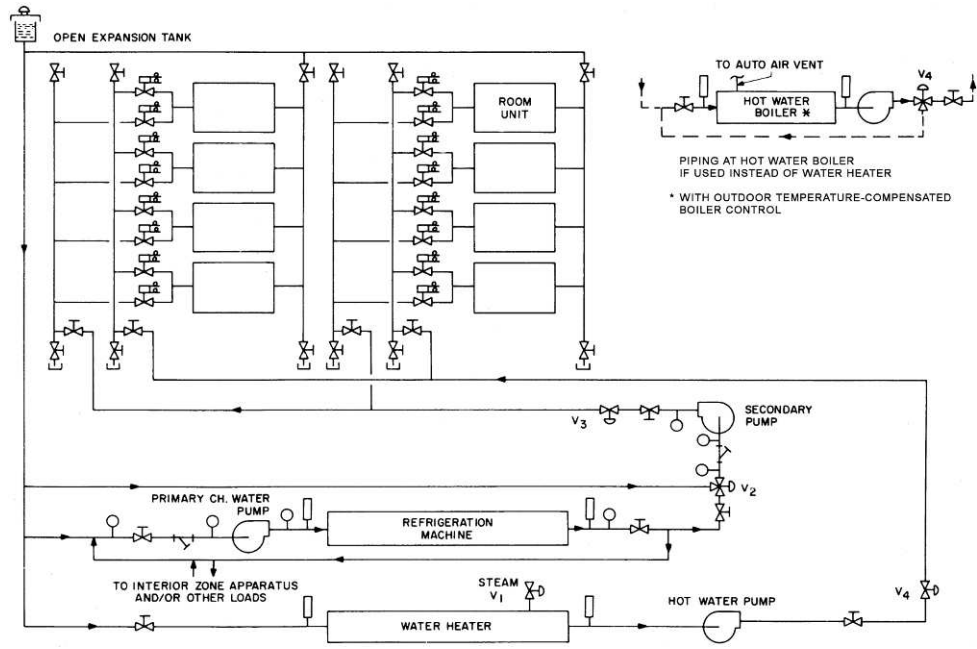 OPEN EXPANSION TANK
ROOM
UNIT
TO AUTO AIR VENT
HOT WATER
BOILER *
V4
PIPING AT HOT WATER BOILER
IF USED INSTEAD OF WATER HEATER
* WITH OUTDOOR TEMPERATURE-COMPENSATED
BOILER CONTROL
V3
SECONDARY
PUMP
V2
PRIMARY CH. WATER
PUMP
REFRIGERATION
MACHINE
TO INTERIOR ZONE APPARATUS
AND/OR OTHER LOADS
STEAM
V1
WATER HEATER
HOT WATER PUMP
V4